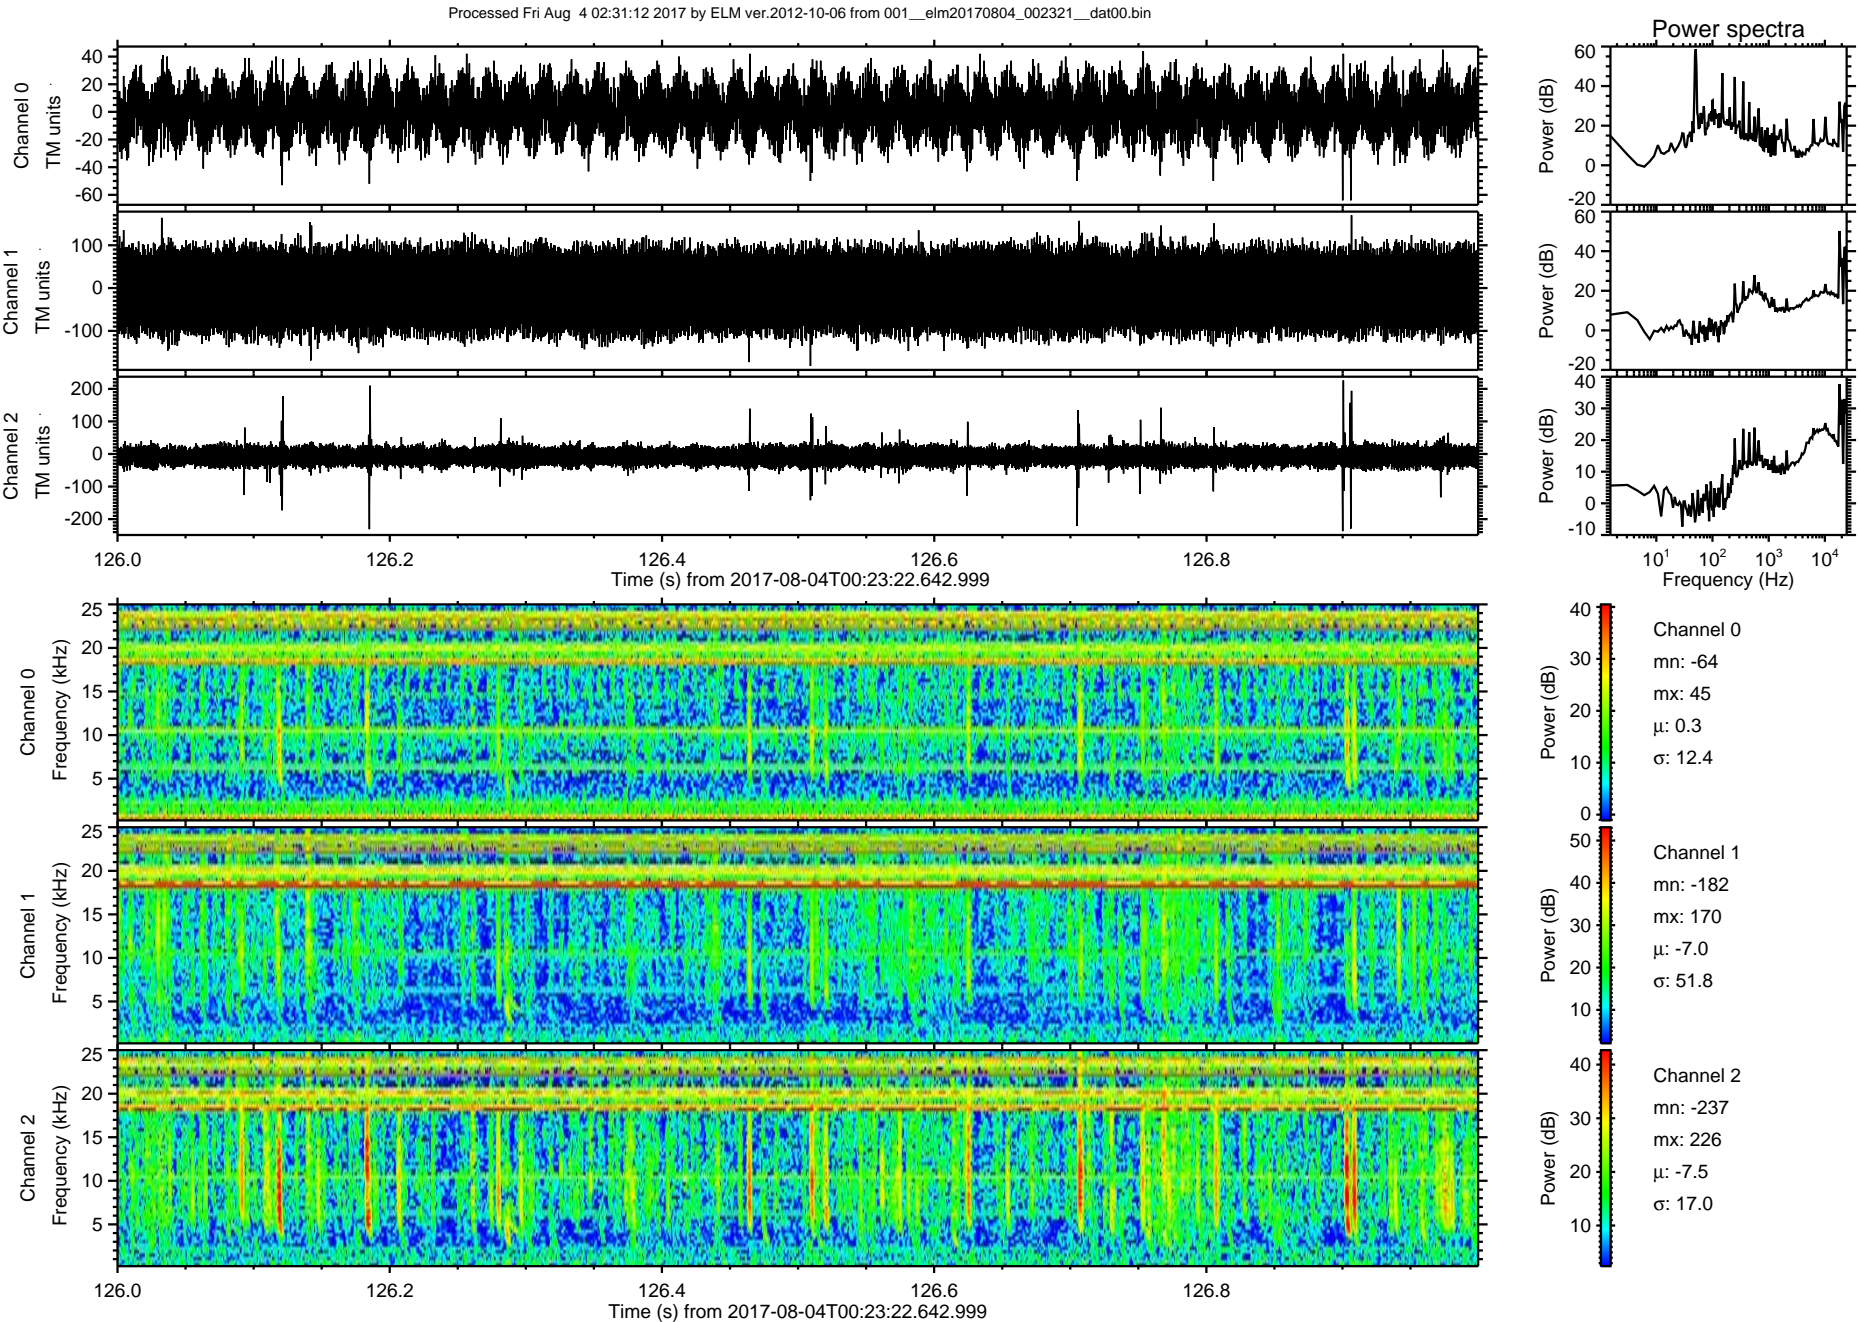 Processed Fri Aug  4 02:31:12 2017 by ELM ver.2012-10-06 from 001__elm20170804_002321__dat00.bin
Power spectra
Channel 0
TM units
40
20
0
-20
-40
-60
Power (dB)
60
40
20
0
-20
Channel 1
TM units
100
0
-100
Power (dB)
60
40
20
0
-20
Channel 2
TM units
200
100
0
-100
-200
Power (dB)
40
30
20
10
0
-10
126.0 126.2 126.4 126.6 126.8
Time (s) from 2017-08-04T00:23:22.642.999
10^1 10^2 10^3 10^4
Frequency (Hz)
Channel 0
Frequency (kHz)
25
20
15
10
5
Power (dB)
40
30
20
10
0
Channel 0
mn: -64
mx: 45
μ: 0.3
σ: 12.4
Channel 1
Frequency (kHz)
25
20
15
10
5
Power (dB)
50
40
30
20
10
Channel 1
mn: -182
mx: 170
μ: -7.0
σ: 51.8
Channel 2
Frequency (kHz)
25
20
15
10
5
Power (dB)
40
30
20
10
Channel 2
mn: -237
mx: 226
μ: -7.5
σ: 17.0
126.0 126.2 126.4 126.6 126.8
Time (s) from 2017-08-04T00:23:22.642.999